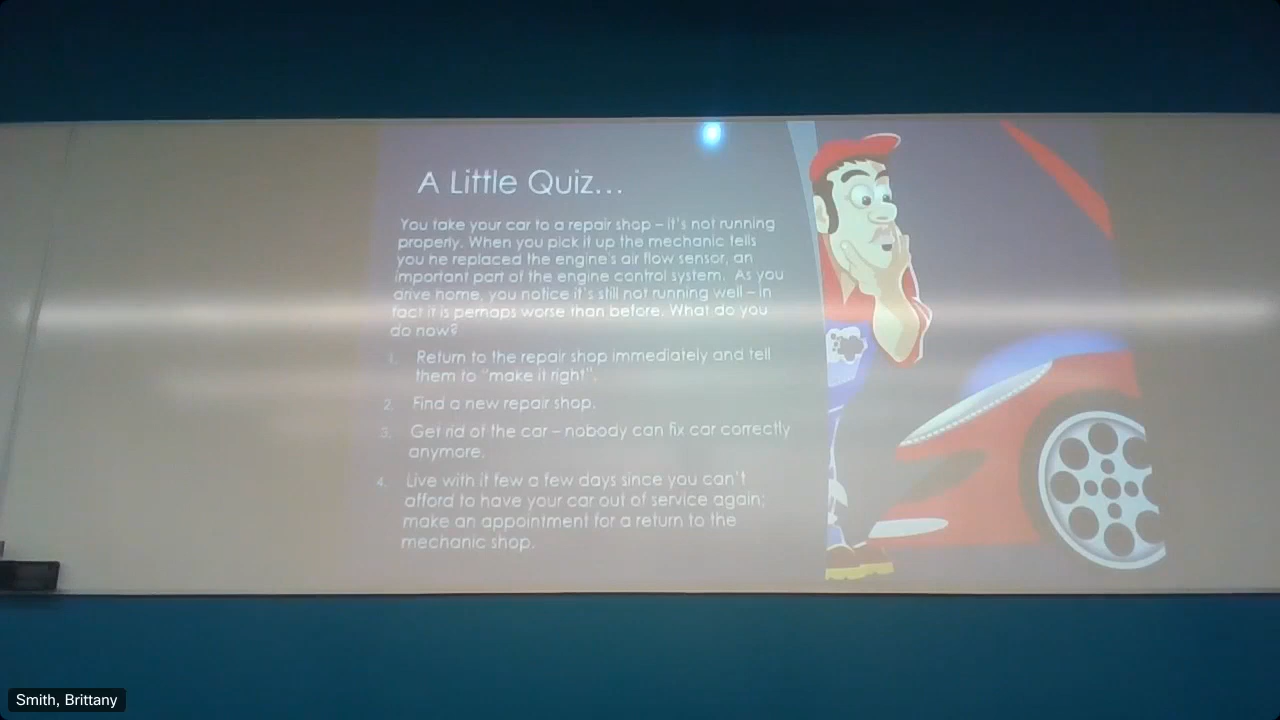 A Little Quiz...
You take your car to a repair shop – it's not running
properly. When you pick it up the mechanic tells
you he replaced the engine's air flow sensor, an
important part of the engine control system. As you
drive home, you notice it's still not running well – in
fact it is perhaps worse than before. What do you
do now?
1. Return to the repair shop immediately and tell
them to "make it right".
2. Find a new repair shop.
3. Get rid of the car – nobody can fix car correctly
anymore.
4. Live with it few a few days since you can't
afford to have your car out of service again;
make an appointment for a return to the
mechanic shop.
Smith, Brittany